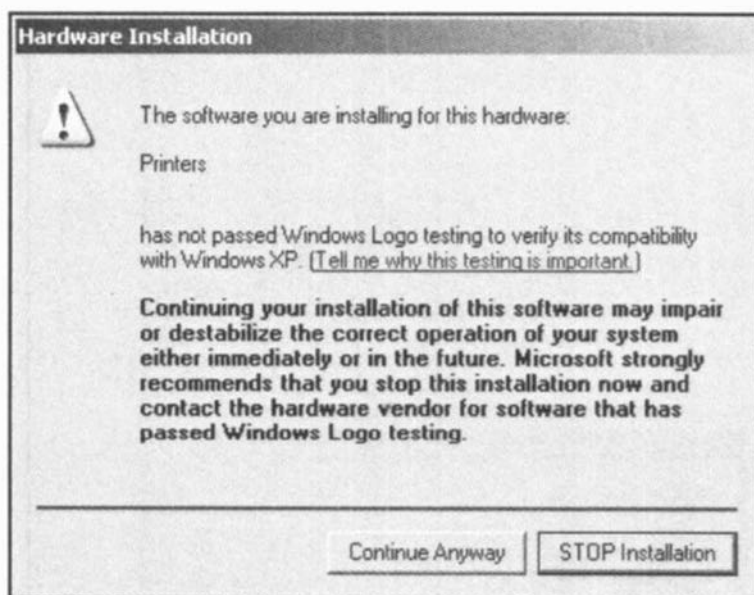 Hardware Installation
The software you are installing for this hardware:
Printers
has not passed Windows Logo testing to verify its compatibility
with Windows XP. (Tell me why this testing is important.)
Continuing your installation of this software may impair
or destabilize the correct operation of your system
either immediately or in the future. Microsoft strongly
recommends that you stop this installation now and
contact the hardware vendor for software that has
passed Windows Logo testing.
Continue Anyway
STOP Installation